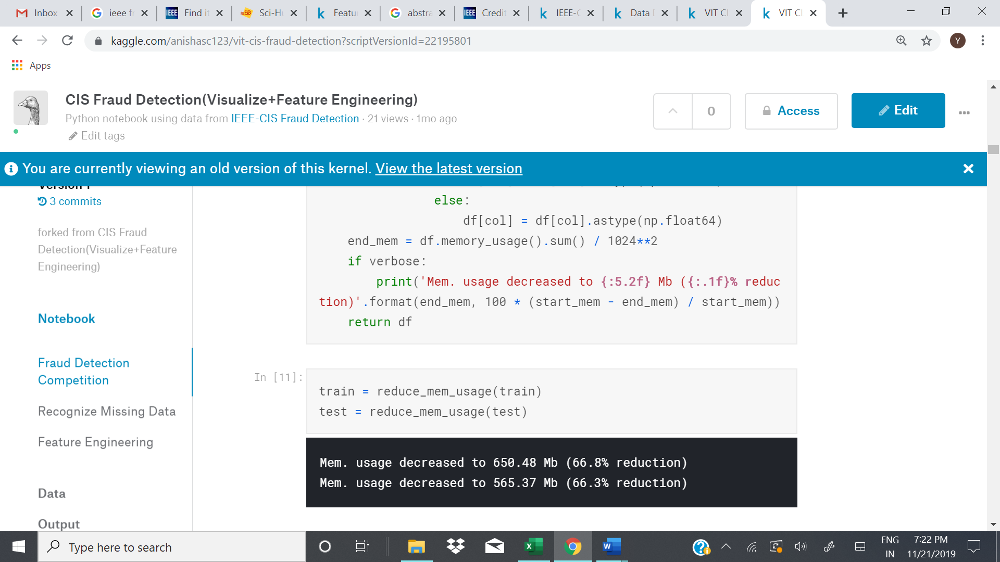 Inbox
ieee fr
Find it
Sci-Hu
Featu
abstra
Credit
IEEE-C
Data
VIT CI
VIT CI
kaggle.com/anishasc123/vit-cis-fraud-detection?scriptVersionId=22195801
Y
Apps
CIS Fraud Detection(Visualize+Feature Engineering)
Python notebook using data from IEEE-CIS Fraud Detection · 21 views · 1mo ago
Edit tags
0
Access
Edit
You are currently viewing an old version of this kernel. View the latest version
Version 1
3 commits
forked from CIS Fraud
Detection(Visualize+Feature
Engineering)
Notebook
Fraud Detection
Competition
Recognize Missing Data
Feature Engineering
Data
Output
else:
df[col] = df[col].astype(np.float64)
end_mem = df.memory_usage().sum() / 1024**2
if verbose:
print('Mem. usage decreased to {:5.2f} Mb ({:.1f}% reduc
tion)'.format(end_mem, 100 * (start_mem - end_mem) / start_mem))
return df
In [11]:
train = reduce_mem_usage(train)
test = reduce_mem_usage(test)
Mem. usage decreased to 650.48 Mb (66.8% reduction)
Mem. usage decreased to 565.37 Mb (66.3% reduction)
Type here to search
ENG
IN
7:22 PM
11/21/2019